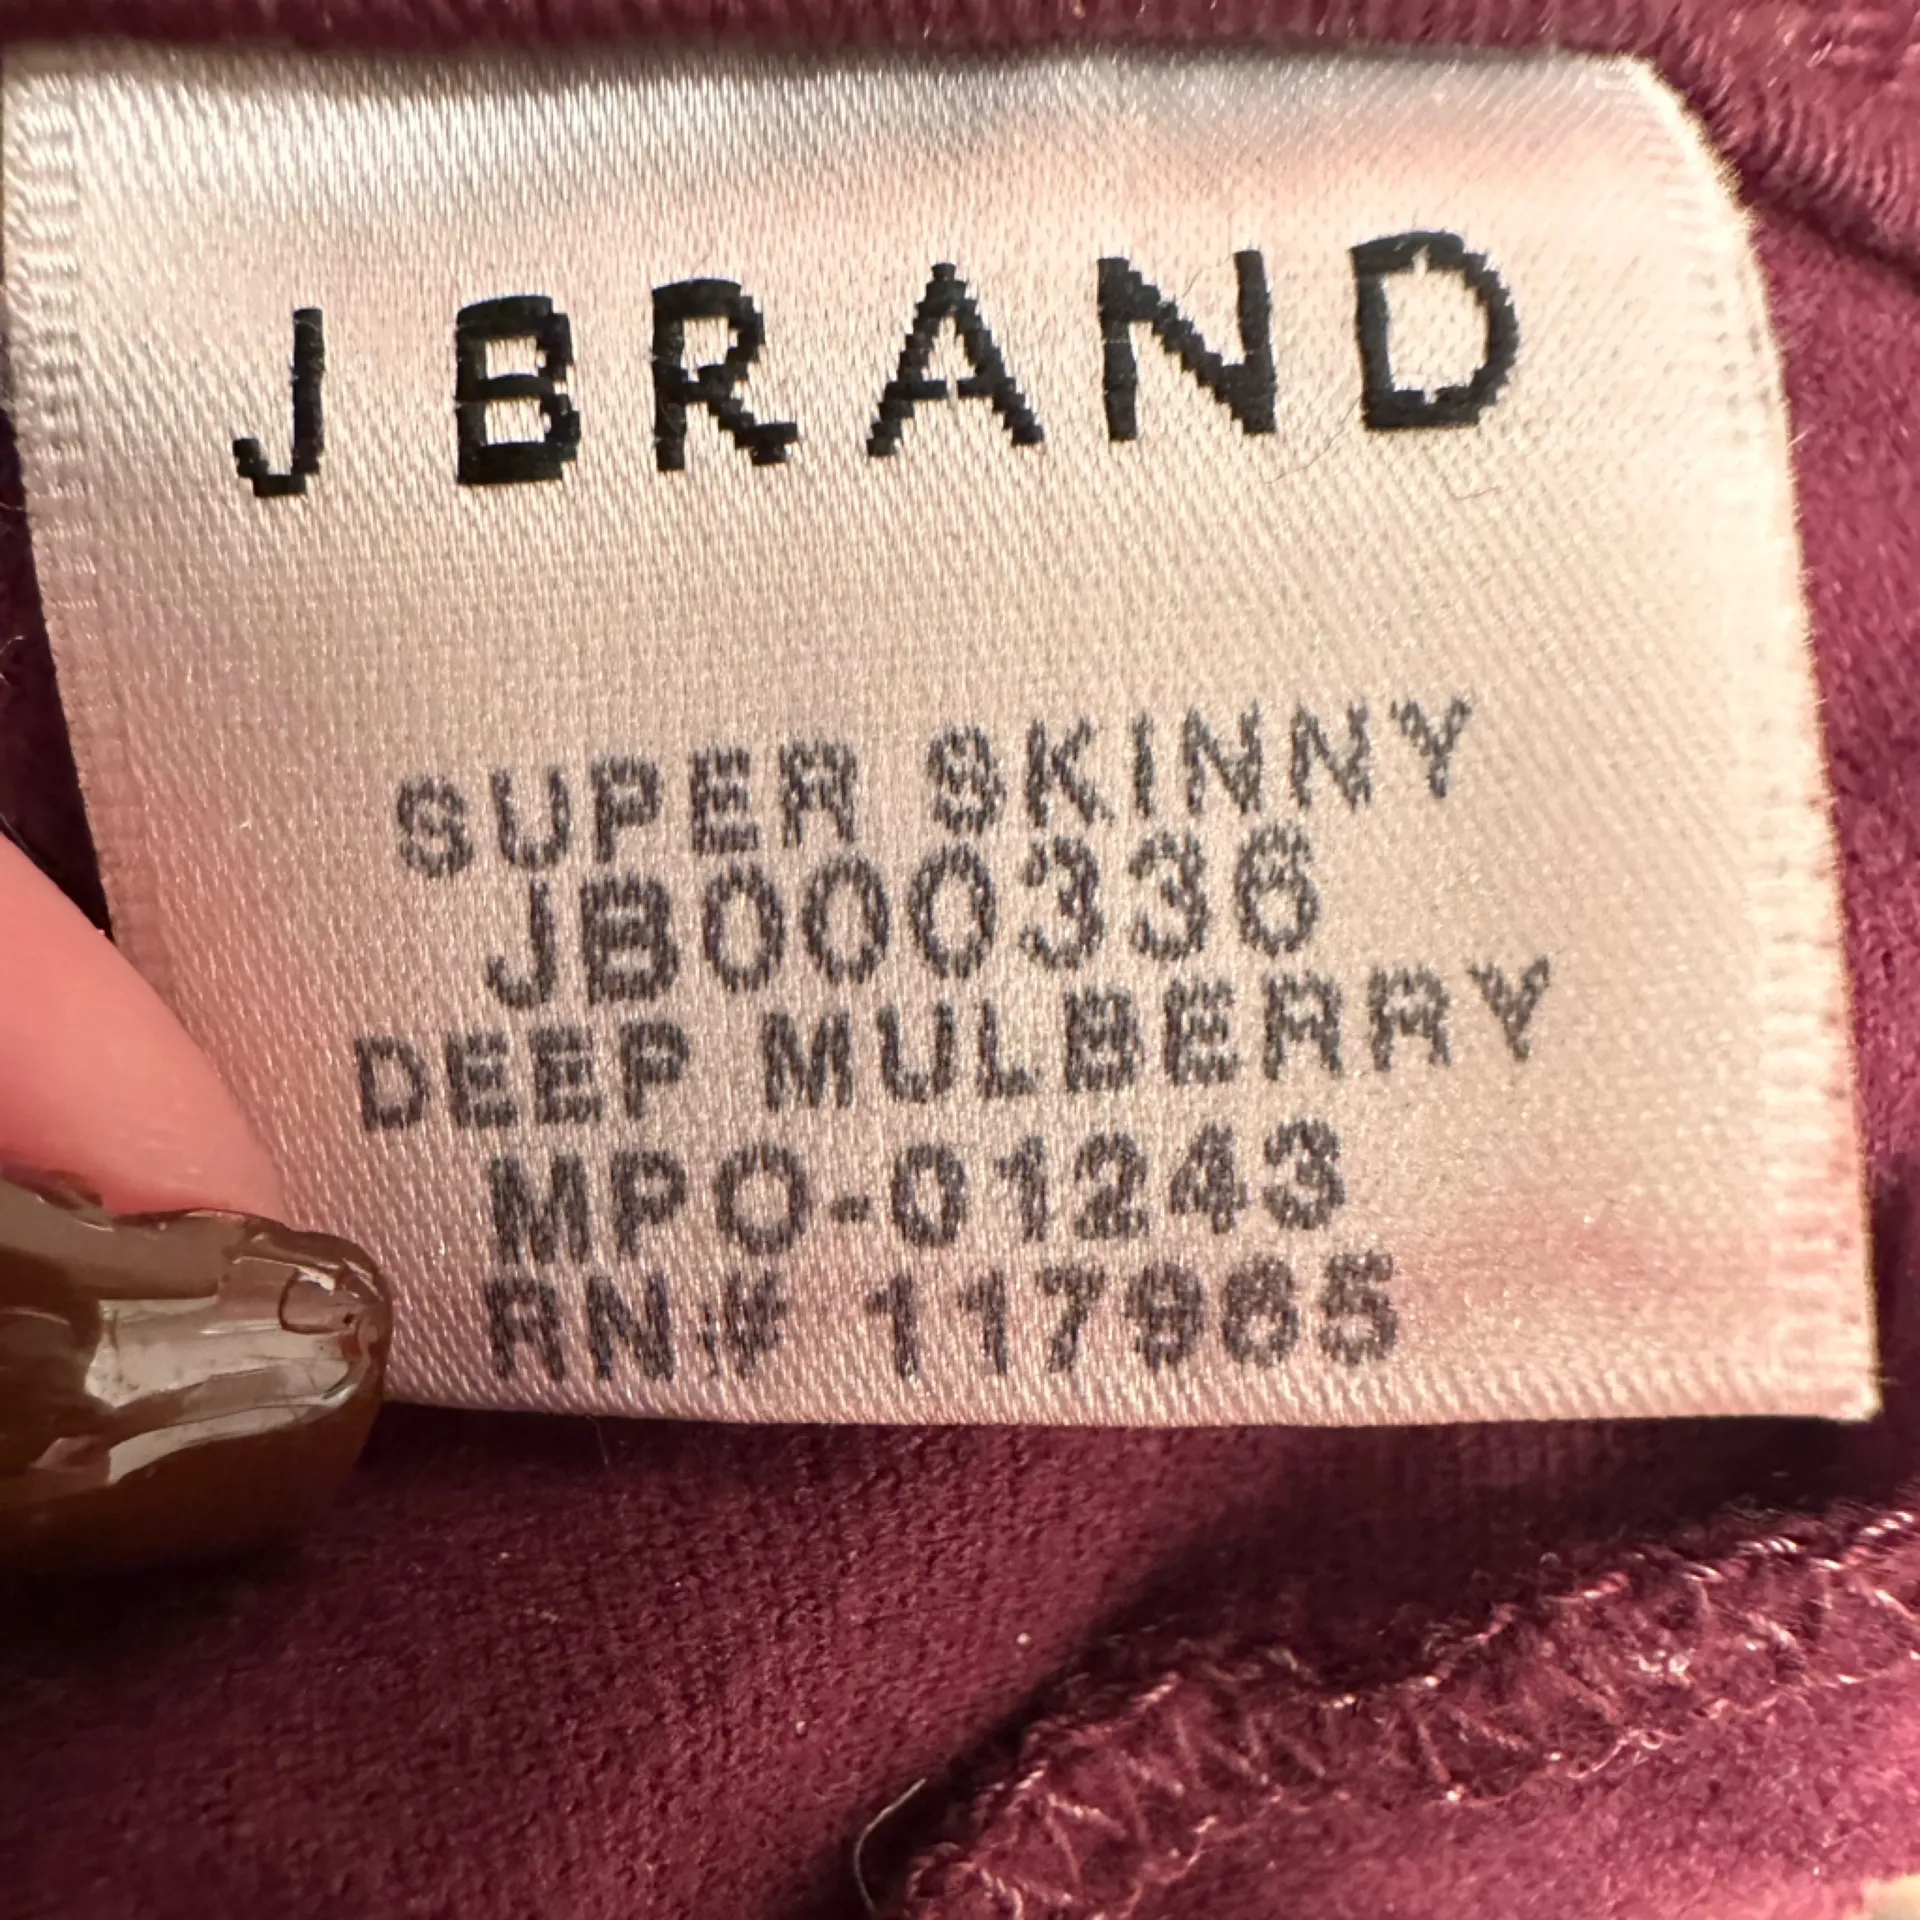 J BRAND
SUPER SKINNY
JB000336
DEEP MULBERRY
MPO-01243
RN# 117965